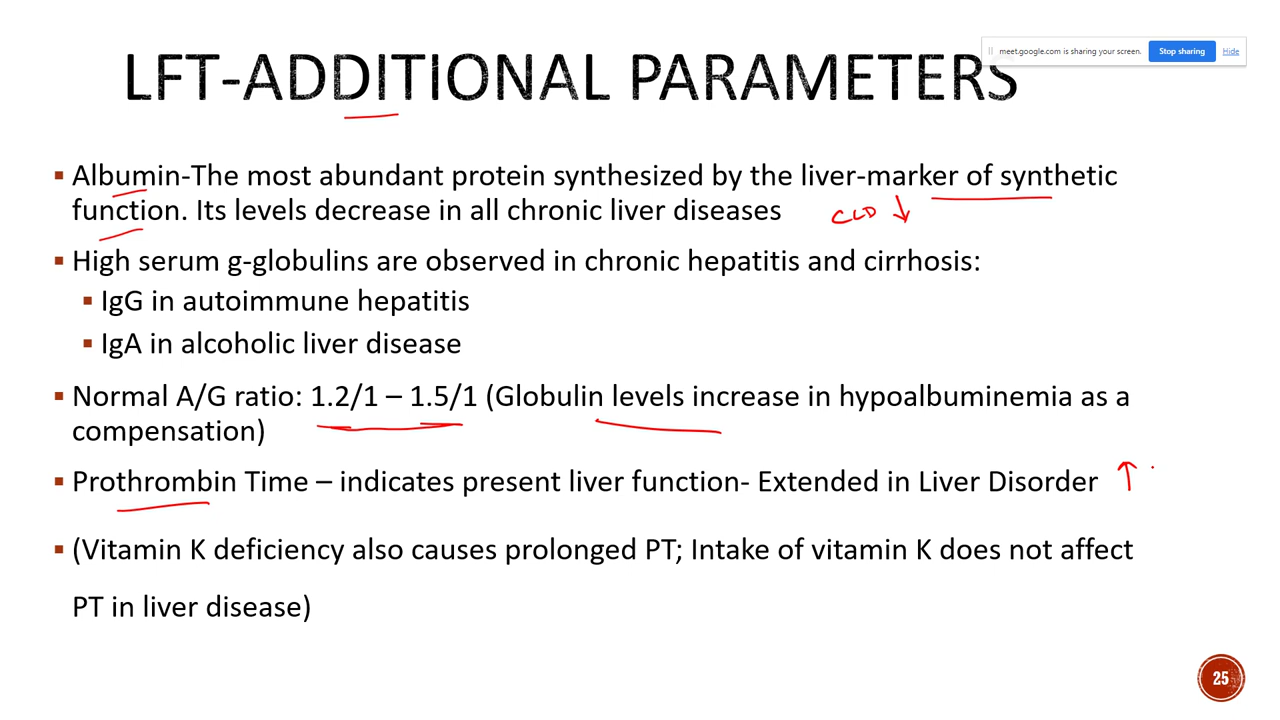 meet.google.com is sharing your screen. Stop sharing Hide
LFT-ADDITIONAL PARAMETERS
▪ Albumin-The most abundant protein synthesized by the liver-marker of synthetic
function. Its levels decrease in all chronic liver diseases CLD ↓
▪ High serum g-globulins are observed in chronic hepatitis and cirrhosis:
▪ IgG in autoimmune hepatitis
▪ IgA in alcoholic liver disease
▪ Normal A/G ratio: 1.2/1 – 1.5/1 (Globulin levels increase in hypoalbuminemia as a
compensation)
▪ Prothrombin Time – indicates present liver function- Extended in Liver Disorder ↑
▪ (Vitamin K deficiency also causes prolonged PT; Intake of vitamin K does not affect
PT in liver disease)
25